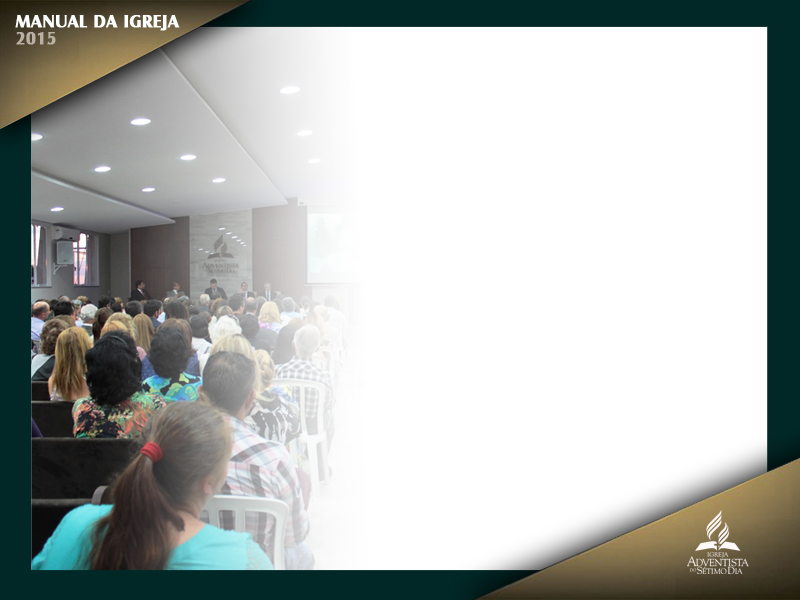 MANUAL DA IGREJA
2015
IGREJA
ADVENTISTA
DO SÉTIMO DIA